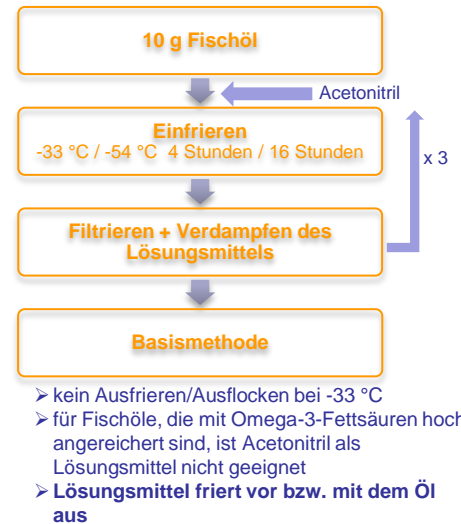 10 g Fischöl
Acetonitril
Einfrieren
-33 °C / -54 °C 4 Stunden / 16 Stunden
x 3
Filtrieren + Verdampfen des
Lösungsmittels
Basismethode
➢ kein Ausfrieren/Ausflocken bei -33 °C
➢ für Fischöle, die mit Omega-3-Fettsäuren hoch
angereichert sind, ist Acetonitril als
Lösungsmittel nicht geeignet
➢ Lösungsmittel friert vor bzw. mit dem Öl
aus